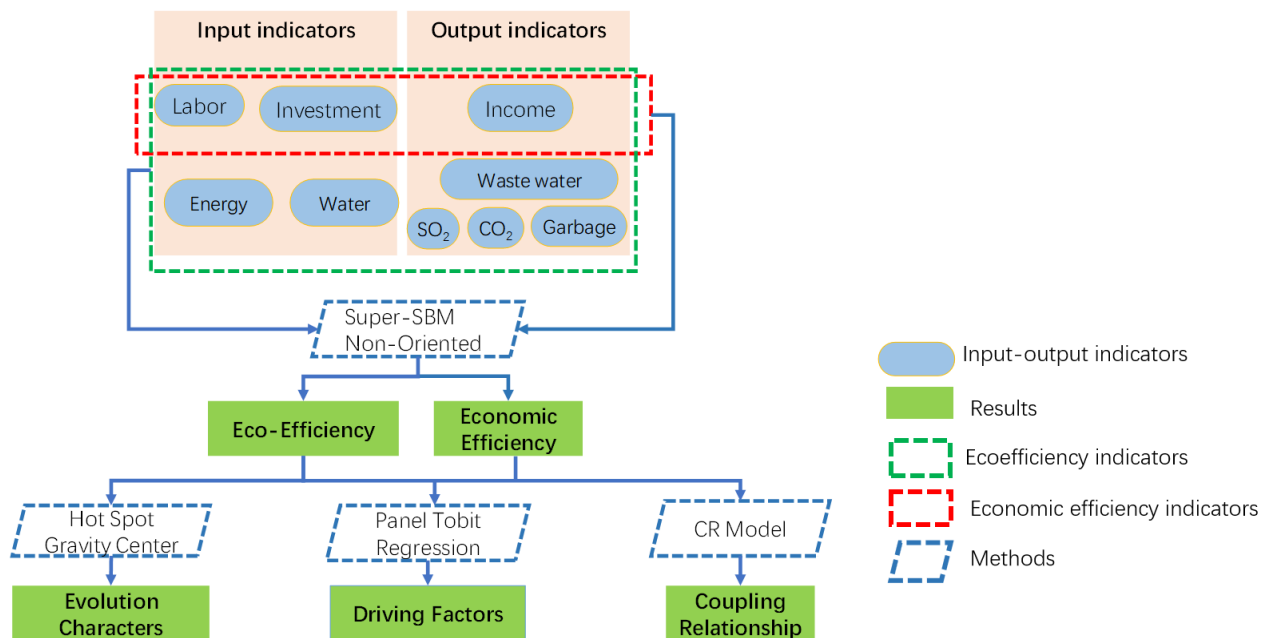 Input indicators
Output indicators
Labor
Investment
Income
Waste water
Energy
Water
SO₂
CO₂
Garbage
Super-SBM
Non-Oriented
Eco-Efficiency
Economic
Efficiency
Hot Spot
Gravity Center
Panel Tobit
Regression
CR Model
Evolution
Characters
Driving Factors
Coupling
Relationship
Input-output indicators
Results
Ecoefficiency indicators
Economic efficiency indicators
Methods